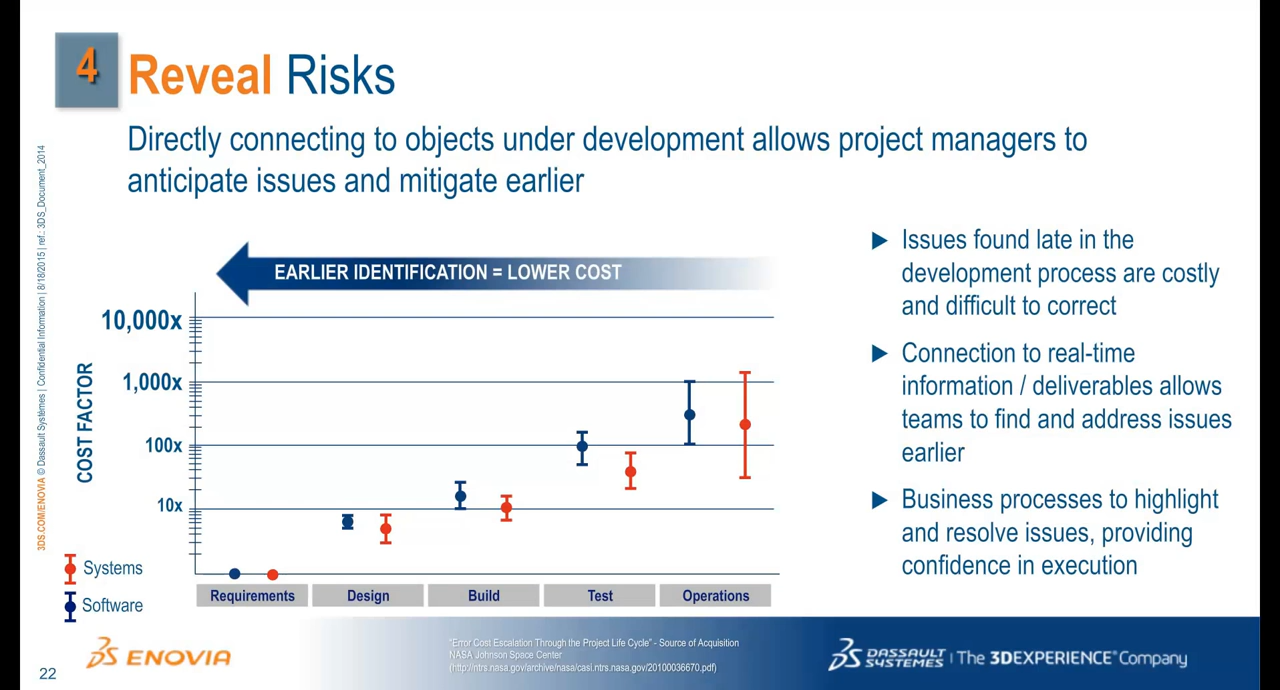 4
Reveal Risks
Directly connecting to objects under development allows project managers to
anticipate issues and mitigate earlier
3DS.COM/ENOVIA © Dassault Systèmes | Confidential Information | 8/18/2015 | ref.: 3DS_Document_2014
EARLIER IDENTIFICATION = LOWER COST
COST FACTOR
10,000x
1,000x
100x
10x
Requirements Design Build Test Operations
Systems
Software
Issues found late in the
development process are costly
and difficult to correct
Connection to real-time
information / deliverables allows
teams to find and address issues
earlier
Business processes to highlight
and resolve issues, providing
confidence in execution
22
ENOVIA
"Error Cost Escalation Through the Project Life Cycle" - Source of Acquisition
NASA Johnson Space Center
(http://ntrs.nasa.gov/archive/nasa/casi.ntrs.nasa.gov/20100036670.pdf)
DASSAULT
SYSTEMES | The 3DEXPERIENCE® Company